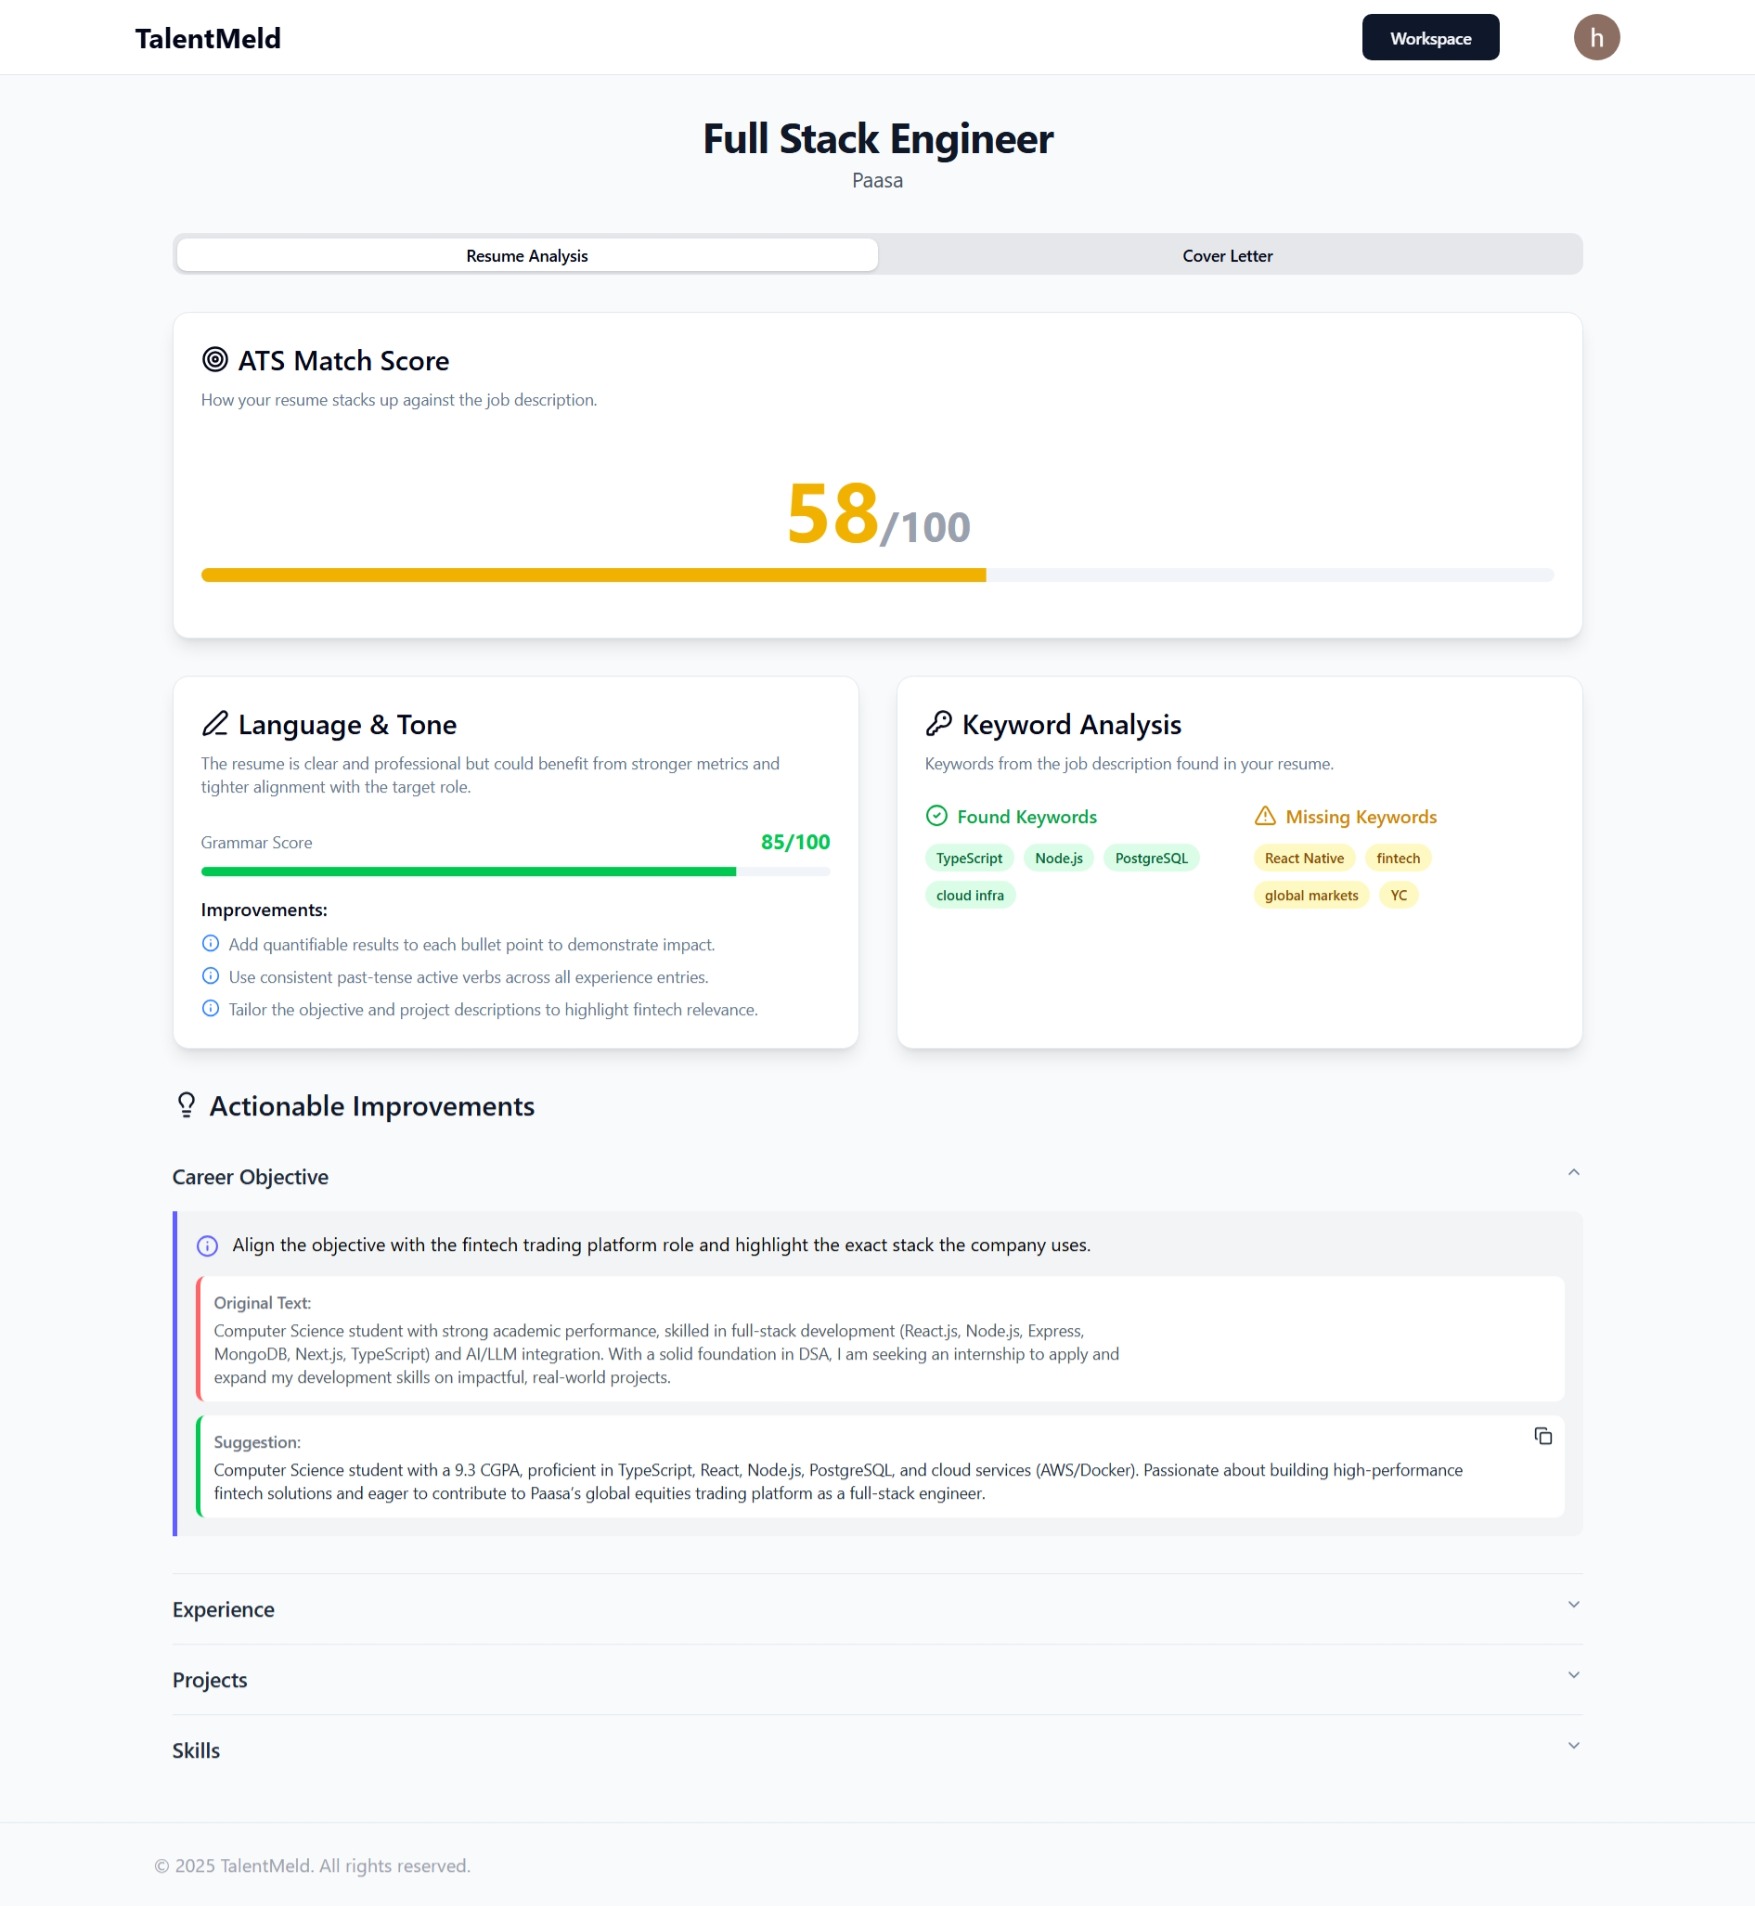 TalentMeld
Workspace
h
Full Stack Engineer
Paasa
Resume Analysis
Cover Letter
ATS Match Score
How your resume stacks up against the job description.
58/100
Language & Tone
The resume is clear and professional but could benefit from stronger metrics and
tighter alignment with the target role.
Grammar Score
85/100
Improvements:
Add quantifiable results to each bullet point to demonstrate impact.
Use consistent past-tense active verbs across all experience entries.
Tailor the objective and project descriptions to highlight fintech relevance.
Keyword Analysis
Keywords from the job description found in your resume.
Found Keywords
TypeScript Node.js PostgreSQL
cloud infra
Missing Keywords
React Native fintech
global markets YC
Actionable Improvements
Career Objective
Align the objective with the fintech trading platform role and highlight the exact stack the company uses.
Original Text:
Computer Science student with strong academic performance, skilled in full-stack development (React.js, Node.js, Express,
MongoDB, Next.js, TypeScript) and AI/LLM integration. With a solid foundation in DSA, I am seeking an internship to apply and
expand my development skills on impactful, real-world projects.
Suggestion:
Computer Science student with a 9.3 CGPA, proficient in TypeScript, React, Node.js, PostgreSQL, and cloud services (AWS/Docker). Passionate about building high-performance
fintech solutions and eager to contribute to Paasa's global equities trading platform as a full-stack engineer.
Experience
Projects
Skills
© 2025 TalentMeld. All rights reserved.